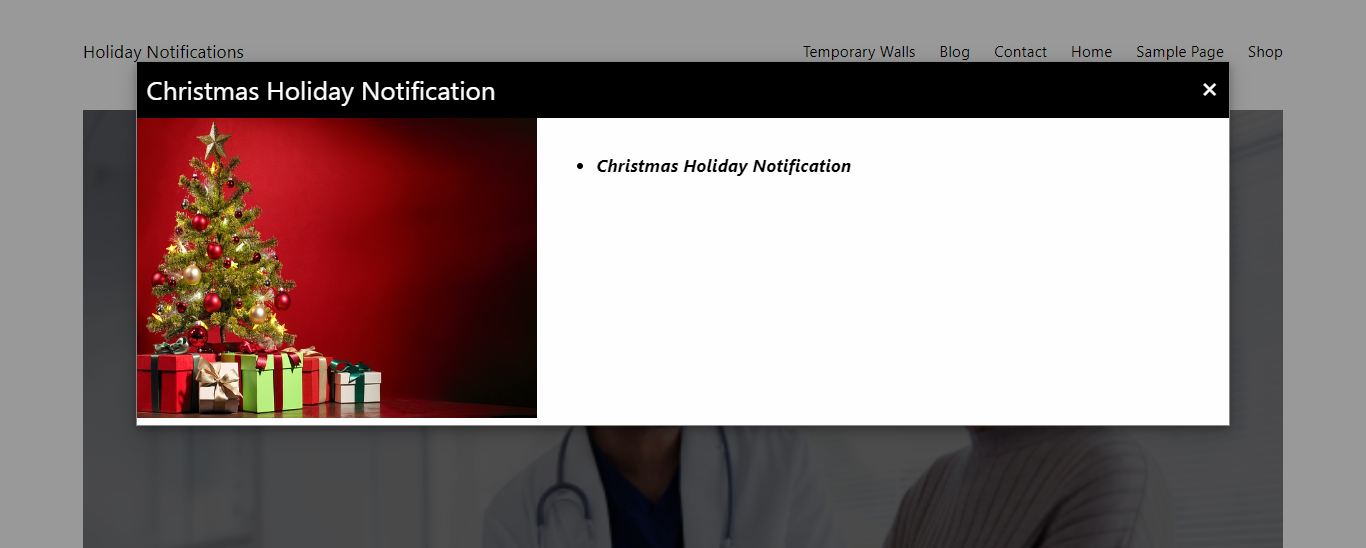 Holiday Notifications
Temporary Walls Blog Contact Home Sample Page Shop
Christmas Holiday Notification ×
• Christmas Holiday Notification